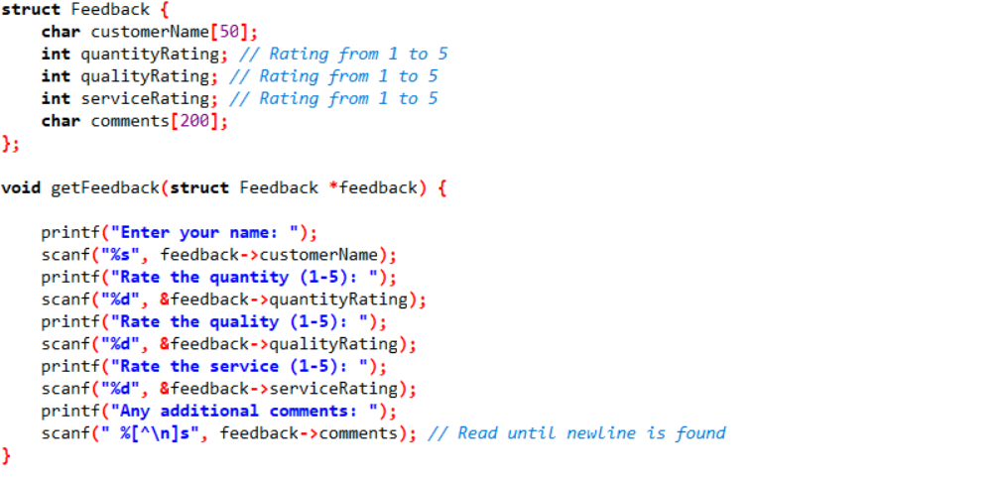 struct Feedback {
    char customerName[50];
    int quantityRating; // Rating from 1 to 5
    int qualityRating; // Rating from 1 to 5
    int serviceRating; // Rating from 1 to 5
    char comments[200];
};

void getFeedback(struct Feedback *feedback) {

    printf("Enter your name: ");
    scanf("%s", feedback->customerName);
    printf("Rate the quantity (1-5): ");
    scanf("%d", &feedback->quantityRating);
    printf("Rate the quality (1-5): ");
    scanf("%d", &feedback->qualityRating);
    printf("Rate the service (1-5): ");
    scanf("%d", &feedback->serviceRating);
    printf("Any additional comments: ");
    scanf(" %[^\n]s", feedback->comments); // Read until newline is found
}